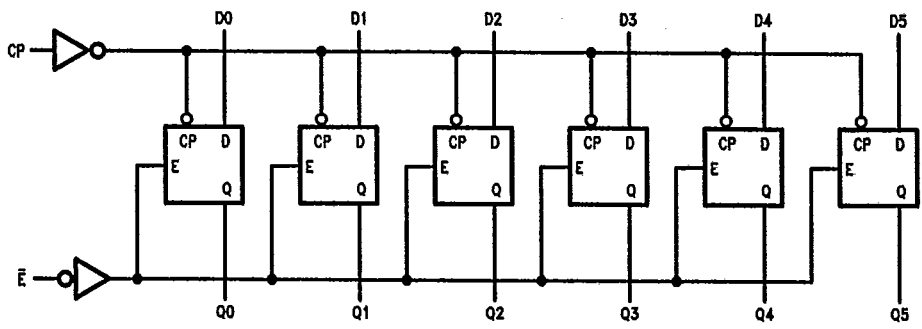 D0 D1 D2 D3 D4 D5
CP
CP D CP D CP D CP D CP D CP D
E E E E E E
Q Q Q Q Q Q
E̅
Q0 Q1 Q2 Q3 Q4 Q5